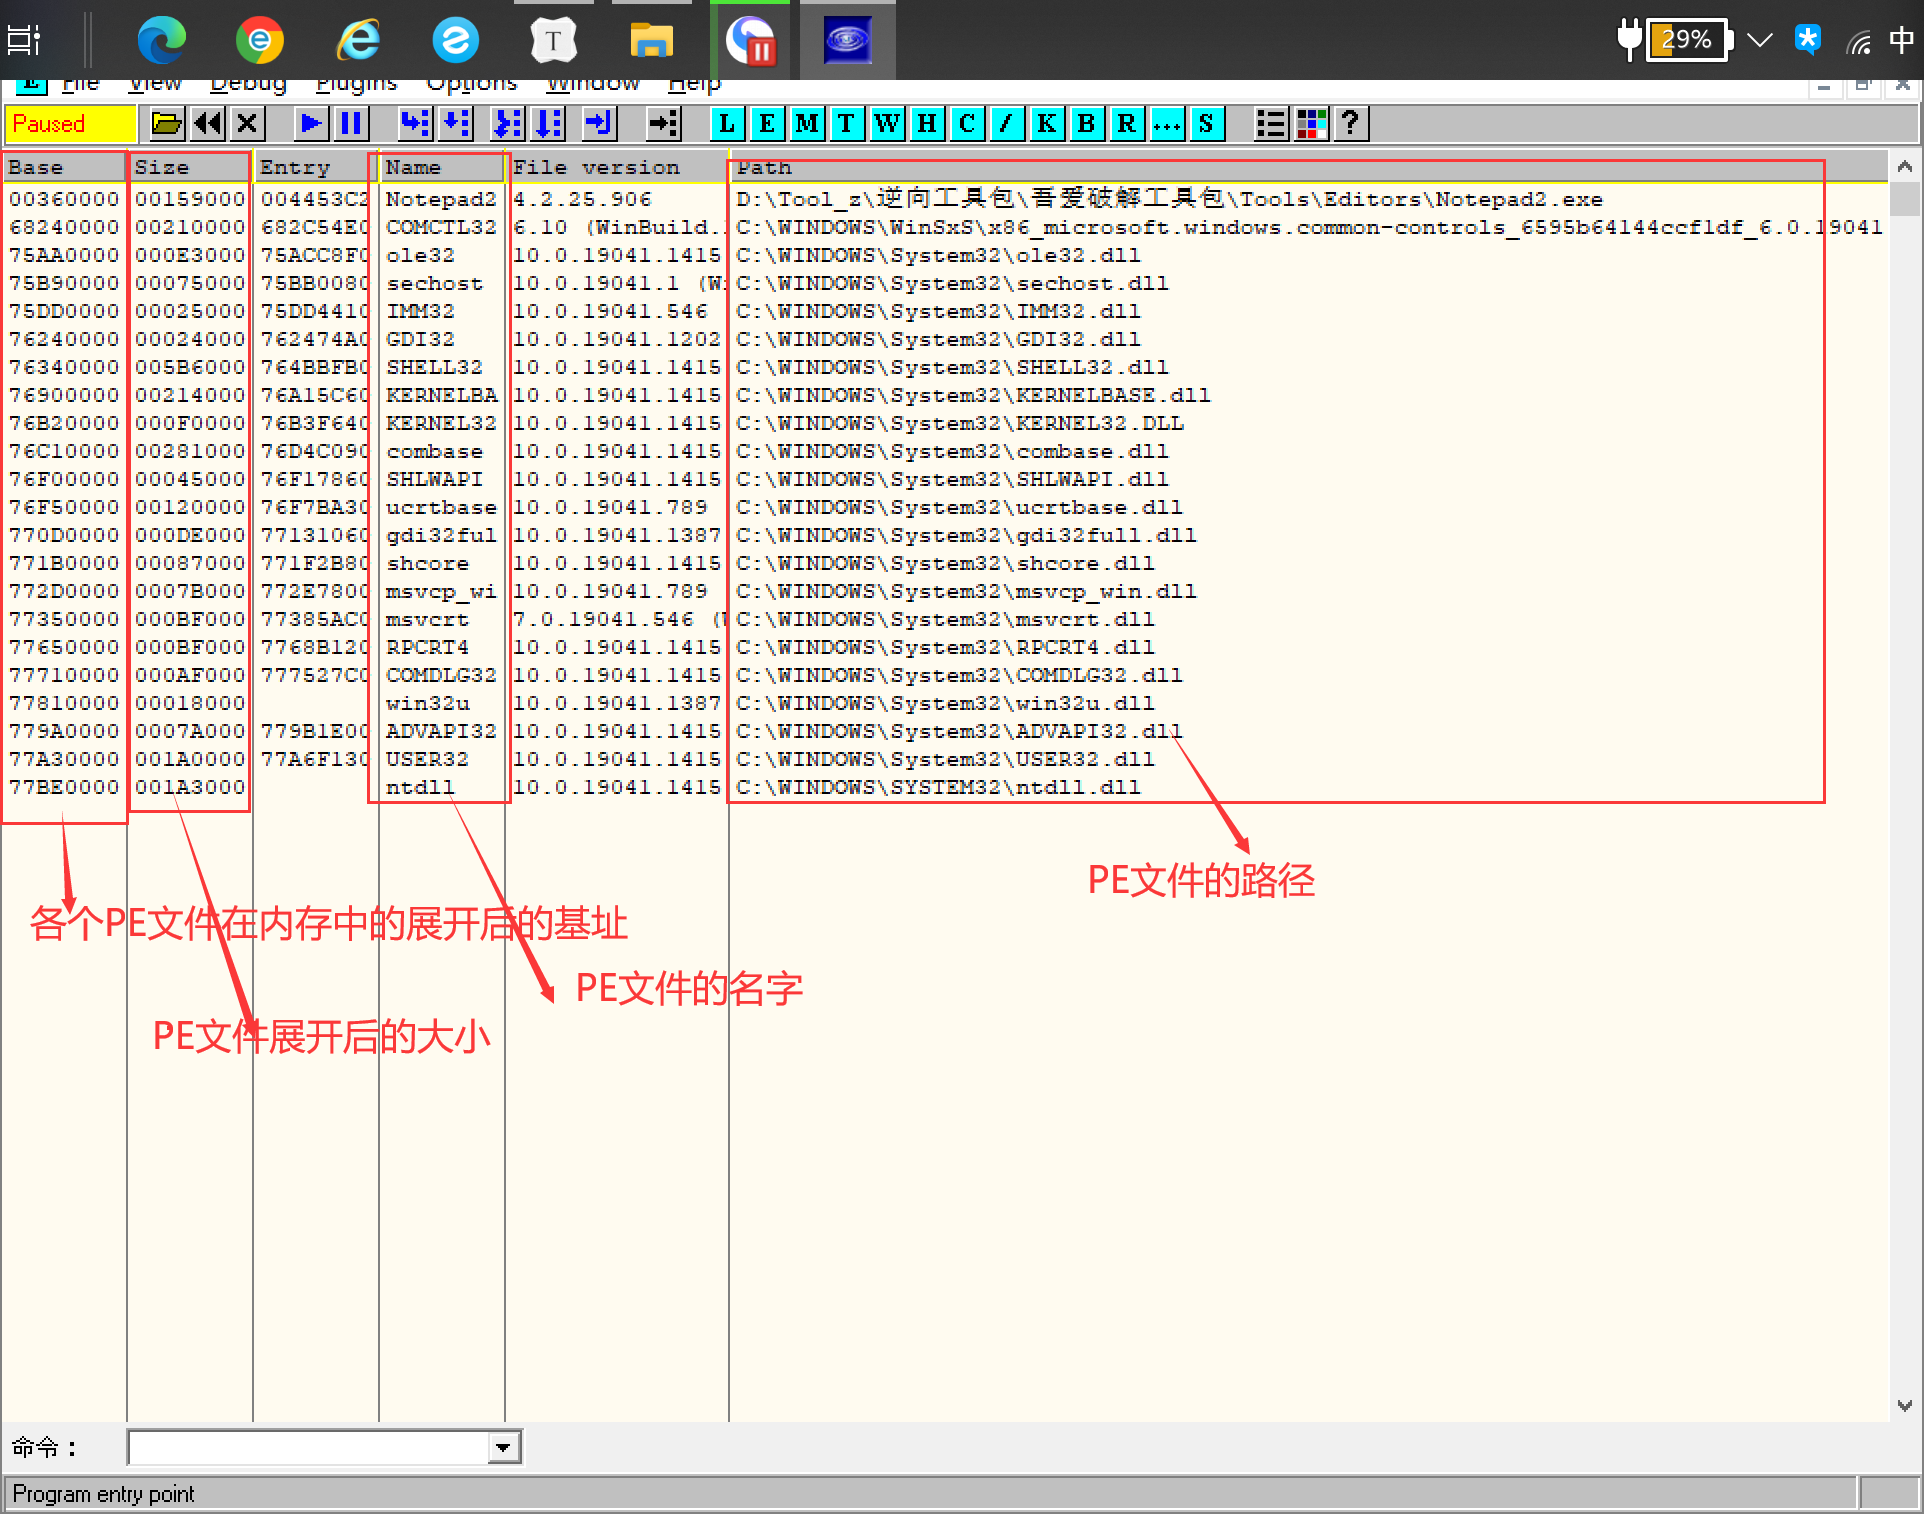 T 29% 中
File View Debug Plugins Options Window Help
Paused L E M T W H C / K B R ... S ?
Base Size Entry Name File version Path
00360000 00159000 004453C2 Notepad2 4.2.25.906 D:\Tool_z\逆向工具包\吾爱破解工具包\Tools\Editors\Notepad2.exe
68240000 00210000 682C54E0 COMCTL32 6.10 (WinBuild. C:\WINDOWS\WinSxS\x86_microsoft.windows.common-controls_6595b64144ccf1df_6.0.19041
75AA0000 000E3000 75ACC8F0 ole32 10.0.19041.1415 C:\WINDOWS\System32\ole32.dll
75B90000 00075000 75BB0080 sechost 10.0.19041.1 (Wi C:\WINDOWS\System32\sechost.dll
75DD0000 00025000 75DD4410 IMM32 10.0.19041.546 C:\WINDOWS\System32\IMM32.dll
76240000 00024000 762474A0 GDI32 10.0.19041.1202 C:\WINDOWS\System32\GDI32.dll
76340000 005B6000 764BBFB0 SHELL32 10.0.19041.1415 C:\WINDOWS\System32\SHELL32.dll
76900000 00214000 76A15C60 KERNELBA 10.0.19041.1415 C:\WINDOWS\System32\KERNELBASE.dll
76B20000 000F0000 76B3F640 KERNEL32 10.0.19041.1415 C:\WINDOWS\System32\KERNEL32.DLL
76C10000 00281000 76D4C090 combase 10.0.19041.1415 C:\WINDOWS\System32\combase.dll
76F00000 00045000 76F17860 SHLWAPI 10.0.19041.1415 C:\WINDOWS\System32\SHLWAPI.dll
76F50000 00120000 76F7BA30 ucrtbase 10.0.19041.789 C:\WINDOWS\System32\ucrtbase.dll
770D0000 000DE000 77131060 gdi32ful 10.0.19041.1387 C:\WINDOWS\System32\gdi32full.dll
771B0000 00087000 771F2B80 shcore 10.0.19041.1415 C:\WINDOWS\System32\shcore.dll
772D0000 0007B000 772E7800 msvcp_wi 10.0.19041.789 C:\WINDOWS\System32\msvcp_win.dll
77350000 000BF000 77385AC0 msvcrt 7.0.19041.546 (W C:\WINDOWS\System32\msvcrt.dll
77650000 000BF000 7768B120 RPCRT4 10.0.19041.1415 C:\WINDOWS\System32\RPCRT4.dll
77710000 000AF000 777527C0 COMDLG32 10.0.19041.1415 C:\WINDOWS\System32\COMDLG32.dll
77810000 00018000 win32u 10.0.19041.1387 C:\WINDOWS\System32\win32u.dll
779A0000 0007A000 779B1E00 ADVAPI32 10.0.19041.1415 C:\WINDOWS\System32\ADVAPI32.dll
77A30000 001A0000 77A6F130 USER32 10.0.19041.1415 C:\WINDOWS\System32\USER32.dll
77BE0000 001A3000 ntdll 10.0.19041.1415 C:\WINDOWS\SYSTEM32\ntdll.dll
PE文件的路径
各个PE文件在内存中的展开后的基址
PE文件的名字
PE文件展开后的大小
命令：
Program entry point